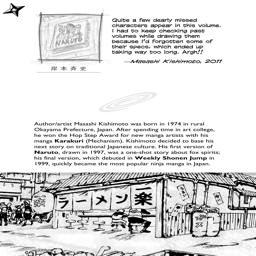 Quite a few dearly missed
characters appear in this volume.
I had to keep checking past
volumes while drawing them
because I'd forgotten some of
their specs, which ended up
taking way too long. Argh!!
—Masashi Kishimoto, 2011
岸本斉史
Author/artist Masashi Kishimoto was born in 1974 in rural
Okayama Prefecture, Japan. After spending time in art college,
he won the Hop Step Award for new manga artists with his
manga Karakuri (Mechanism). Kishimoto decided to base his
next story on traditional Japanese culture. His first version of
Naruto, drawn in 1997, was a one-shot story about fox spirits;
his final version, which debuted in Weekly Shonen Jump in
1999, quickly became the most popular ninja manga in Japan.
ラーメン一楽